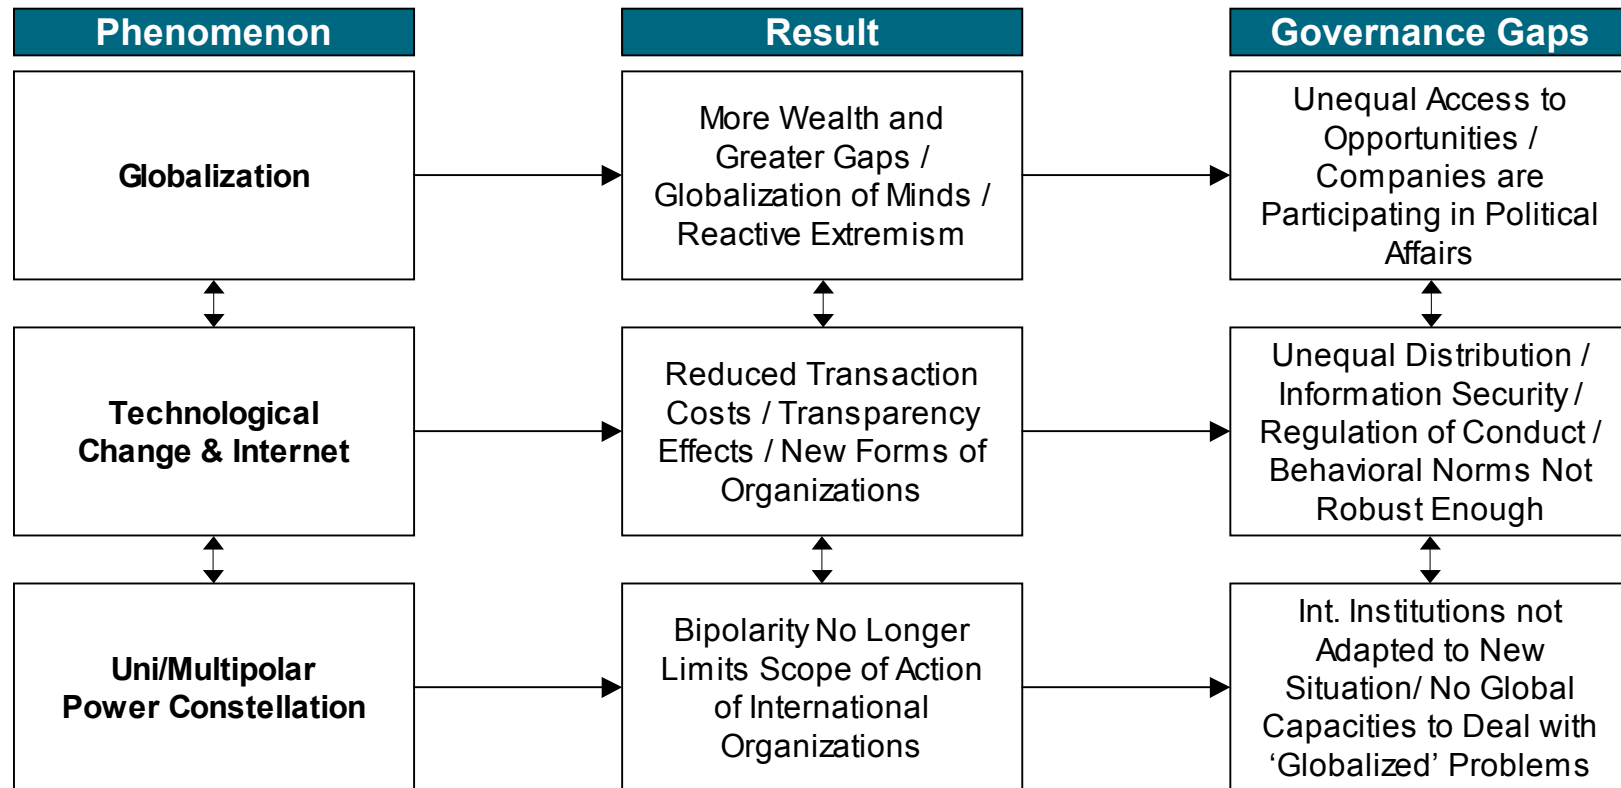 Phenomenon
Result
Governance Gaps
Globalization
More Wealth and
Greater Gaps /
Globalization of Minds /
Reactive Extremism
Unequal Access to
Opportunities /
Companies are
Participating in Political
Affairs
Technological
Change & Internet
Reduced Transaction
Costs / Transparency
Effects / New Forms of
Organizations
Unequal Distribution /
Information Security /
Regulation of Conduct /
Behavioral Norms Not
Robust Enough
Uni/Multipolar
Power Constellation
Bipolarity No Longer
Limits Scope of Action
of International
Organizations
Int. Institutions not
Adapted to New
Situation/ No Global
Capacities to Deal with
‘Globalized’ Problems